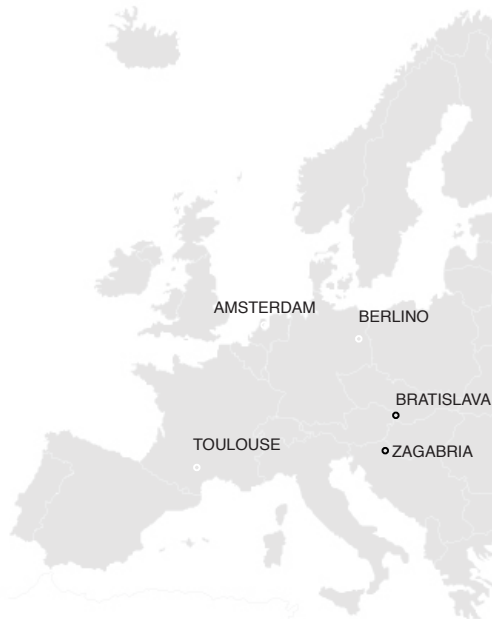 AMSTERDAM
BERLINO
BRATISLAVA
TOULOUSE
ZAGABRIA